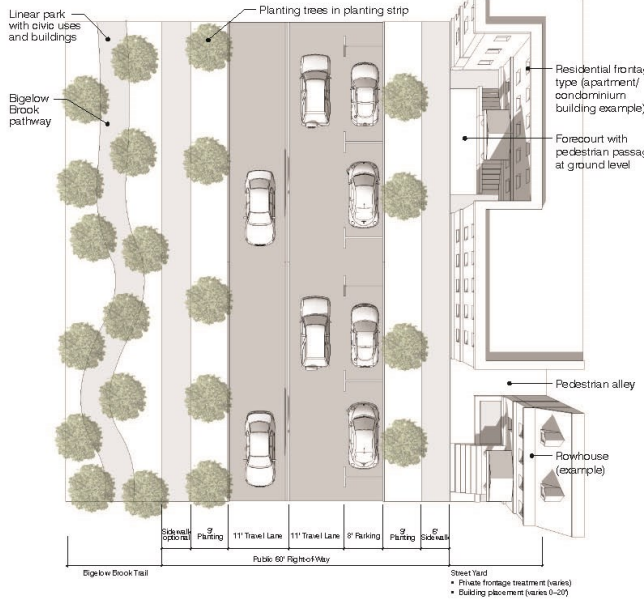 Linear park
with civic uses
and buildings
Planting trees in planting strip
Bigelow
Brook
pathway
Residential frontag
type (apartment/
condominium
building example)
Forecourt with
pedestrian passag
at ground level
Pedestrian alley
Rowhouse
(example)
Sidewalk
optional
9'
Planting
11' Travel Lane
11' Travel Lane
8' Parking
9'
Planting
6'
Sidewalk
Public 60' Right-of-Way
Bigelow Brook Trail
Street Yard
• Private frontage treatment (varies)
• Building placement (varies 0–20')